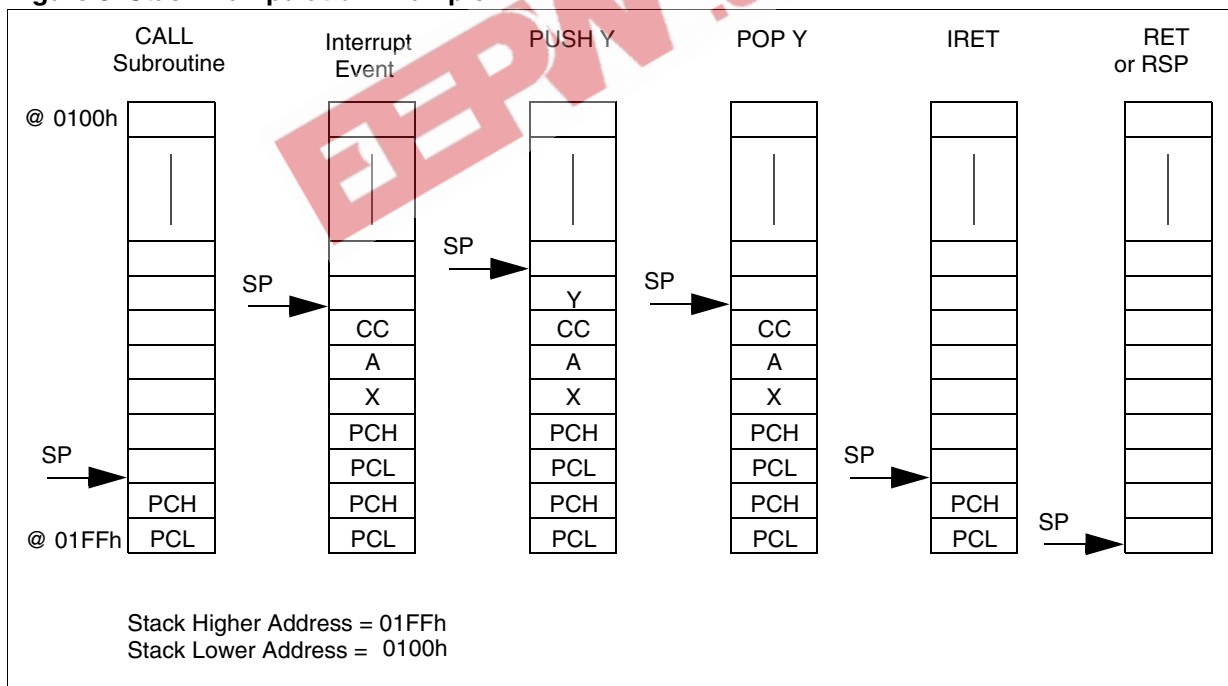 CALL
Subroutine
Interrupt
Event
PUSH Y
POP Y
IRET
RET
or RSP
@ 0100h
SP
PCH
@ 01FFh
PCL
SP
CC
A
X
PCH
PCL
PCH
PCL
SP
Y
CC
A
X
PCH
PCL
PCH
PCL
SP
CC
A
X
PCH
PCL
PCH
PCL
SP
PCH
PCL
SP
Stack Higher Address = 01FFh
Stack Lower Address = 0100h